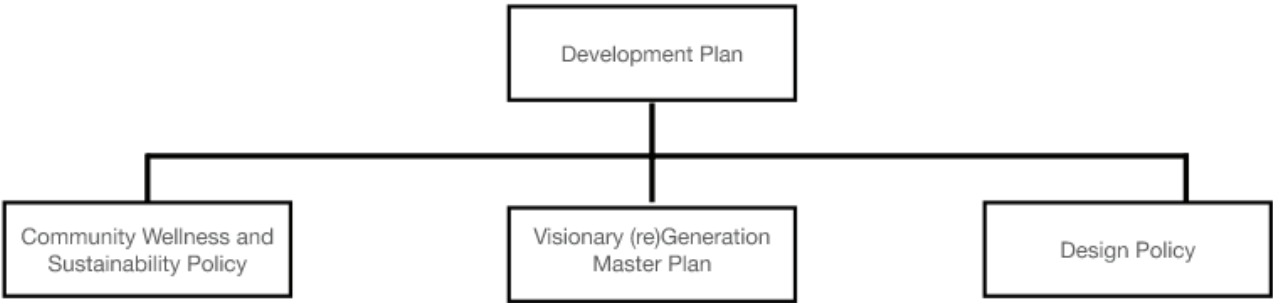 Development Plan
Community Wellness and
Sustainability Policy
Visionary (re)Generation
Master Plan
Design Policy